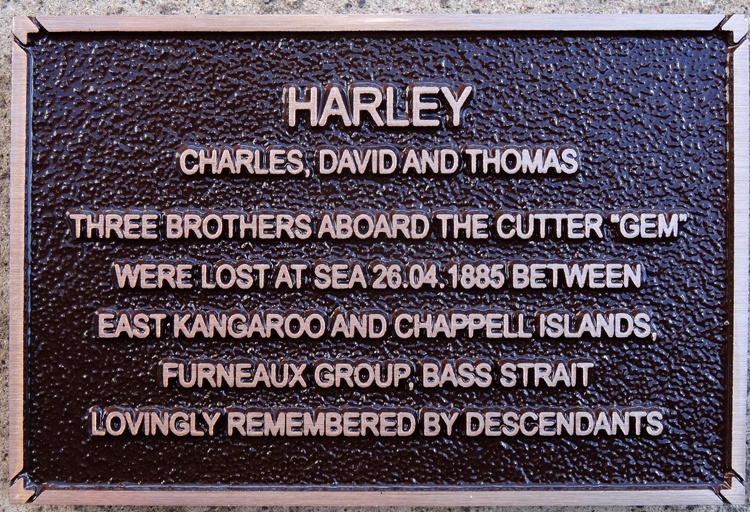 HARLEY
CHARLES, DAVID AND THOMAS
THREE BROTHERS ABOARD THE CUTTER "GEM"
WERE LOST AT SEA 26.04.1885 BETWEEN
EAST KANGAROO AND CHAPPELL ISLANDS,
FURNEAUX GROUP, BASS STRAIT
LOVINGLY REMEMBERED BY DESCENDANTS